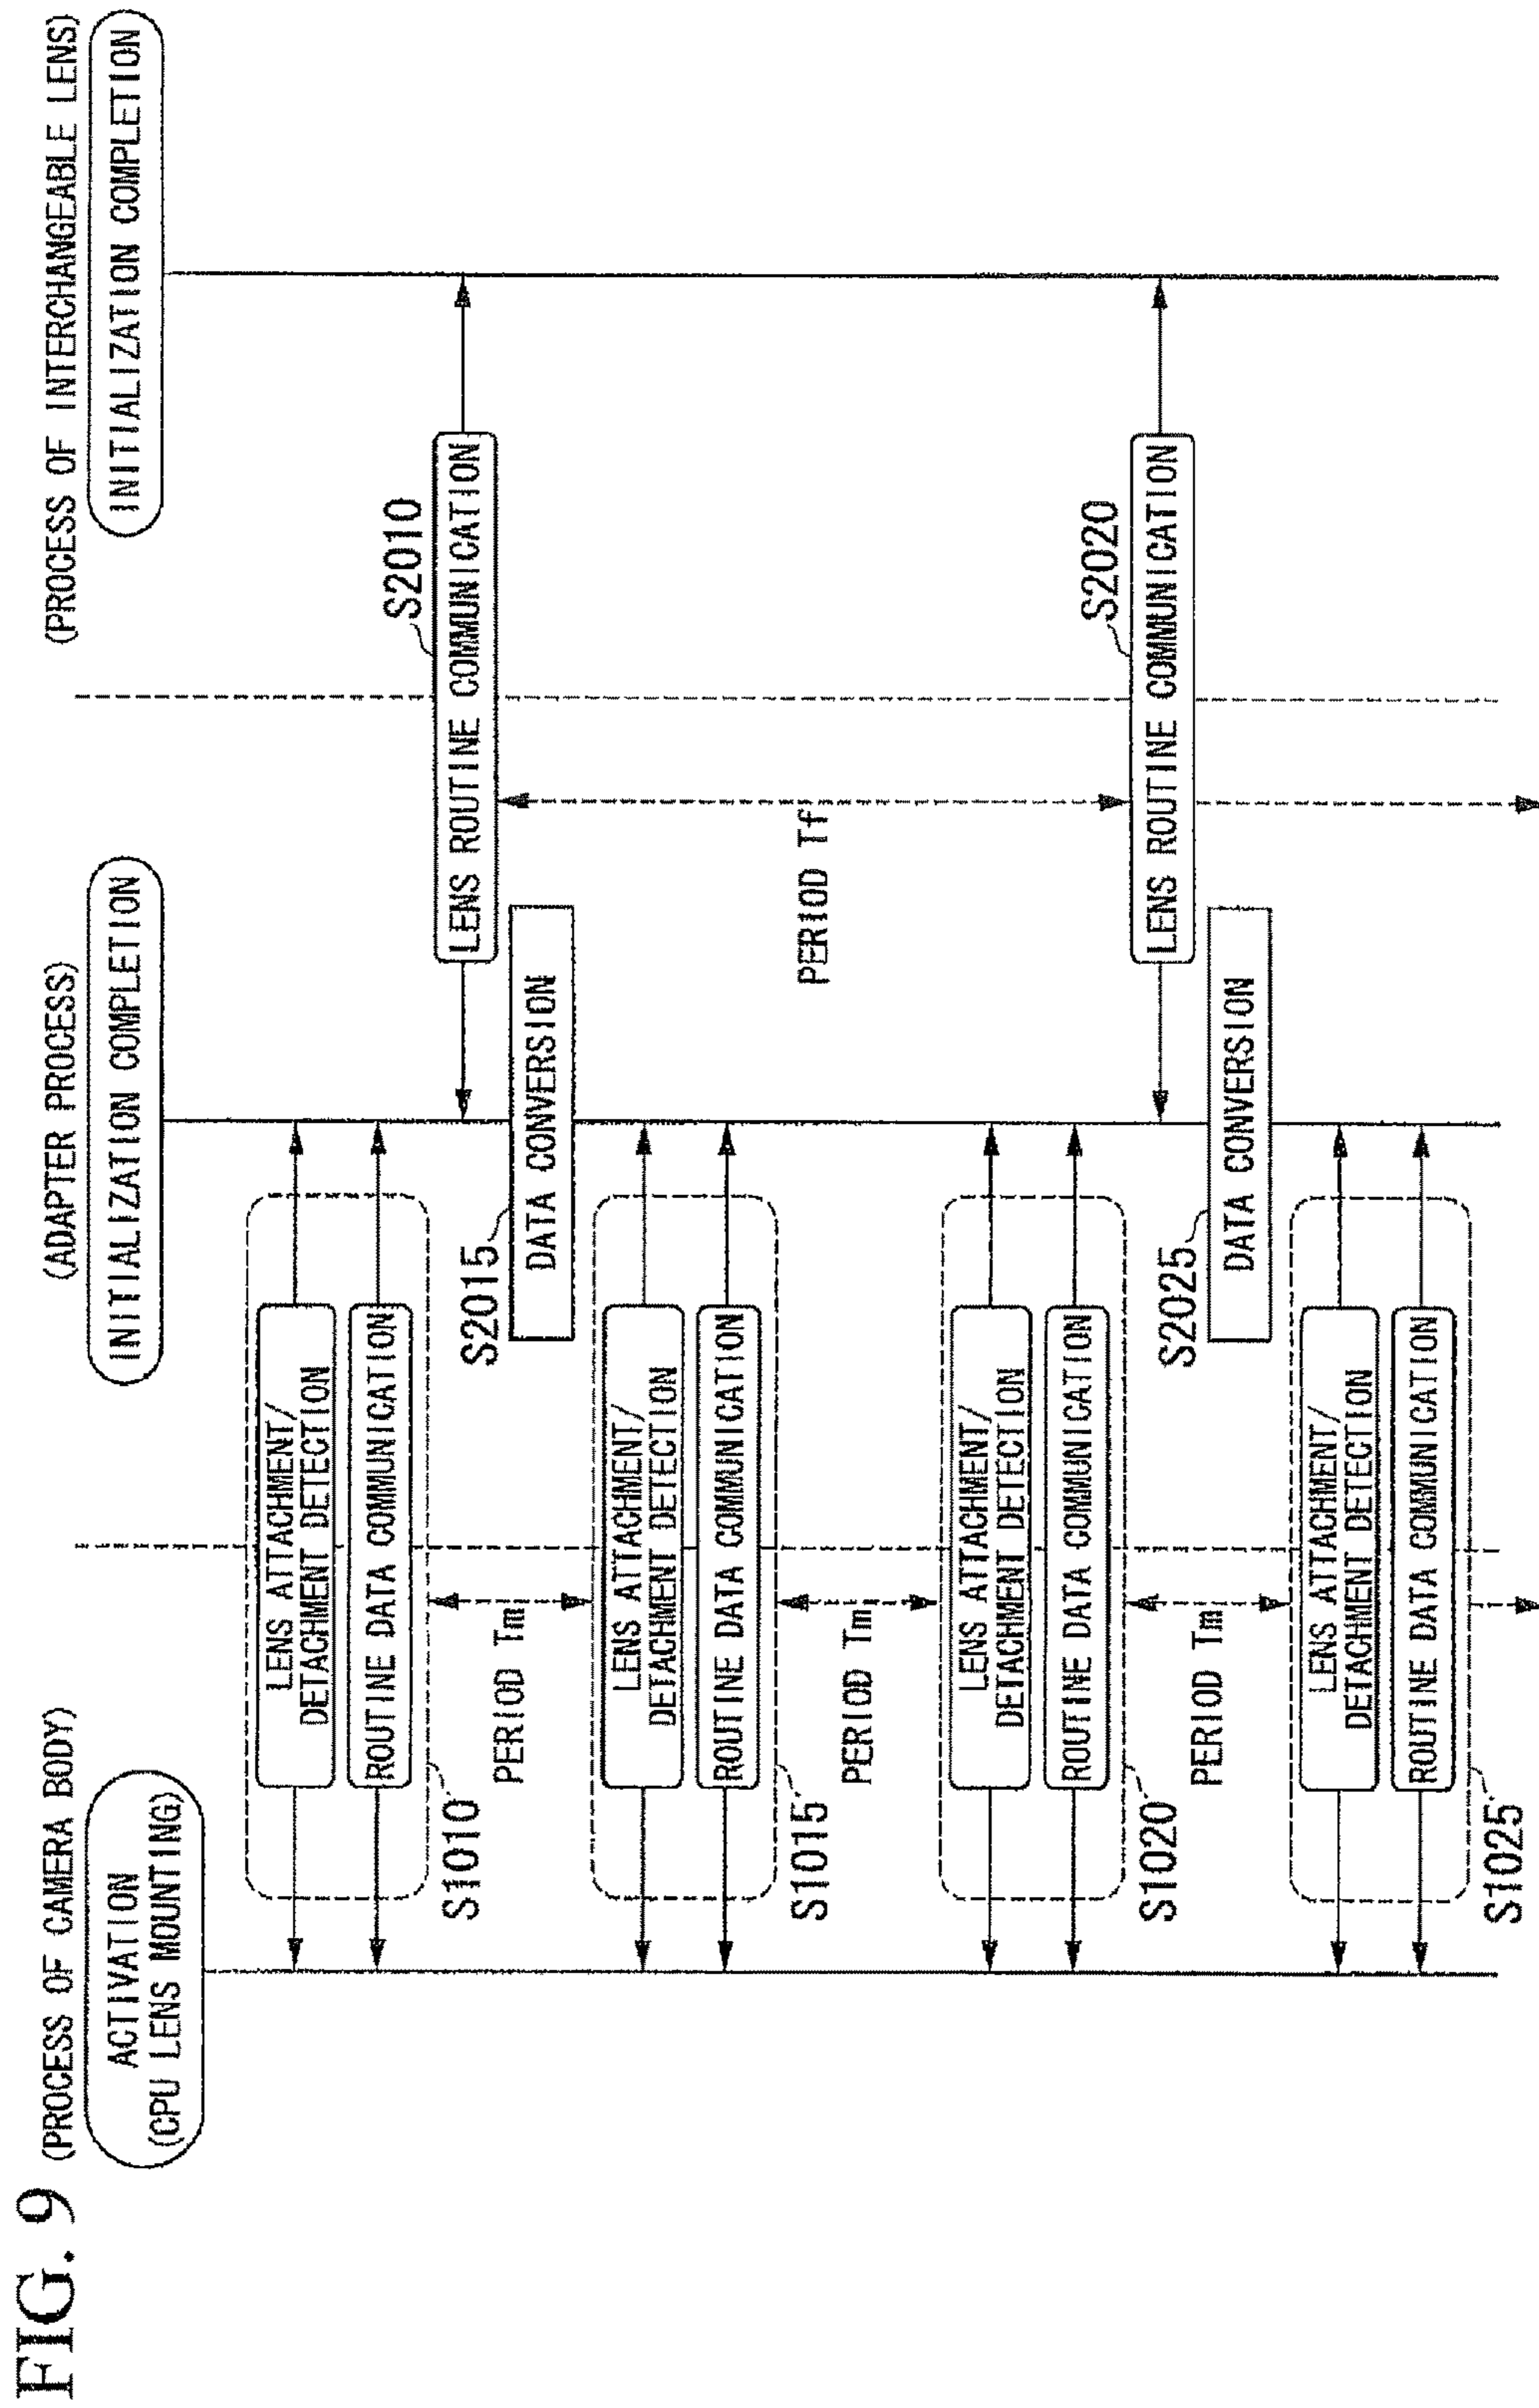 FIG. 9
(PROCESS OF CAMERA BODY)
(ADAPTER PROCESS)
(PROCESS OF INTERCHANGEABLE LENS)
ACTIVATION
(CPU LENS MOUNTING)
INITIALIZATION COMPLETION
INITIALIZATION COMPLETION
LENS ATTACHMENT/
DETACHMENT DETECTION
ROUTINE DATA COMMUNICATION
S1010
S2010
LENS ROUTINE COMMUNICATION
PERIOD Tm
S2015
DATA CONVERSION
LENS ATTACHMENT/
DETACHMENT DETECTION
ROUTINE DATA COMMUNICATION
S1015
PERIOD Tf
PERIOD Tm
LENS ATTACHMENT/
DETACHMENT DETECTION
ROUTINE DATA COMMUNICATION
S1020
S2020
LENS ROUTINE COMMUNICATION
PERIOD Tm
S2025
DATA CONVERSION
LENS ATTACHMENT/
DETACHMENT DETECTION
ROUTINE DATA COMMUNICATION
S1025